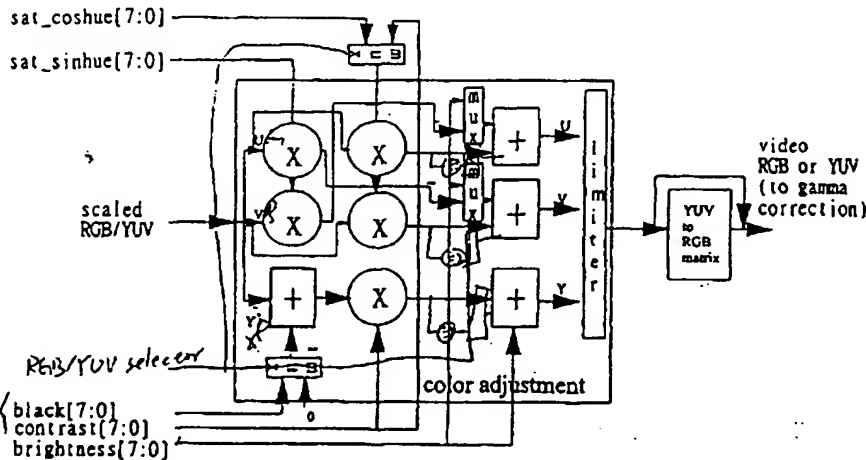 sat_coshue[7:0]
mux
sat_sinhue[7:0]
mux
U
X
X
+
U
limiter
video
RGB or YUV
(to gamma
correction)
mux
scaled
RGB/YUV
V
X
X
+
V
YUV
to
RGB
matrix
+
X
+
Y
Y
RGB/YUV selector
mux
color adjustment
black[7:0]
0
contrast[7:0]
brightness[7:0]